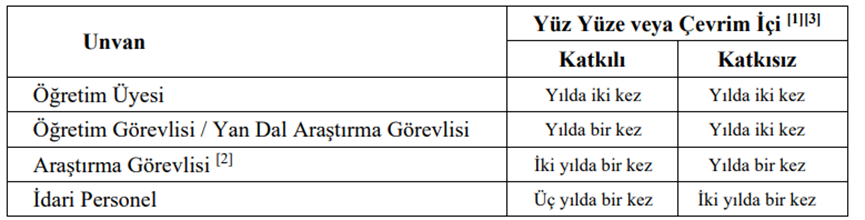 Unvan
Yüz Yüze veya Çevrim İçi [1][3]
Katkılı Katkısız
Öğretim Üyesi Yılda iki kez Yılda iki kez
Öğretim Görevlisi / Yan Dal Araştırma Görevlisi Yılda bir kez Yılda iki kez
Araştırma Görevlisi [2] İki yılda bir kez Yılda bir kez
İdari Personel Üç yılda bir kez İki yılda bir kez